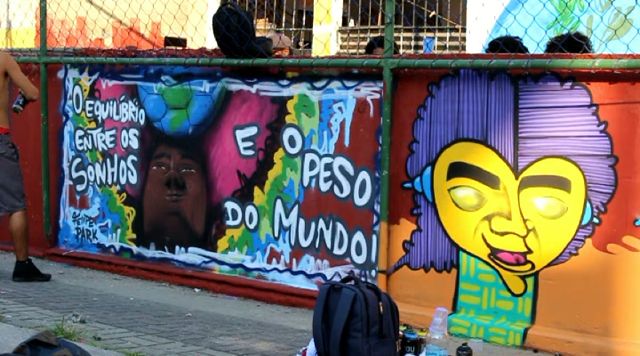 O EQUILÍBRIO
ENTRE OS
SONHOS
E O
PESO
DO MUNDO!
PARK